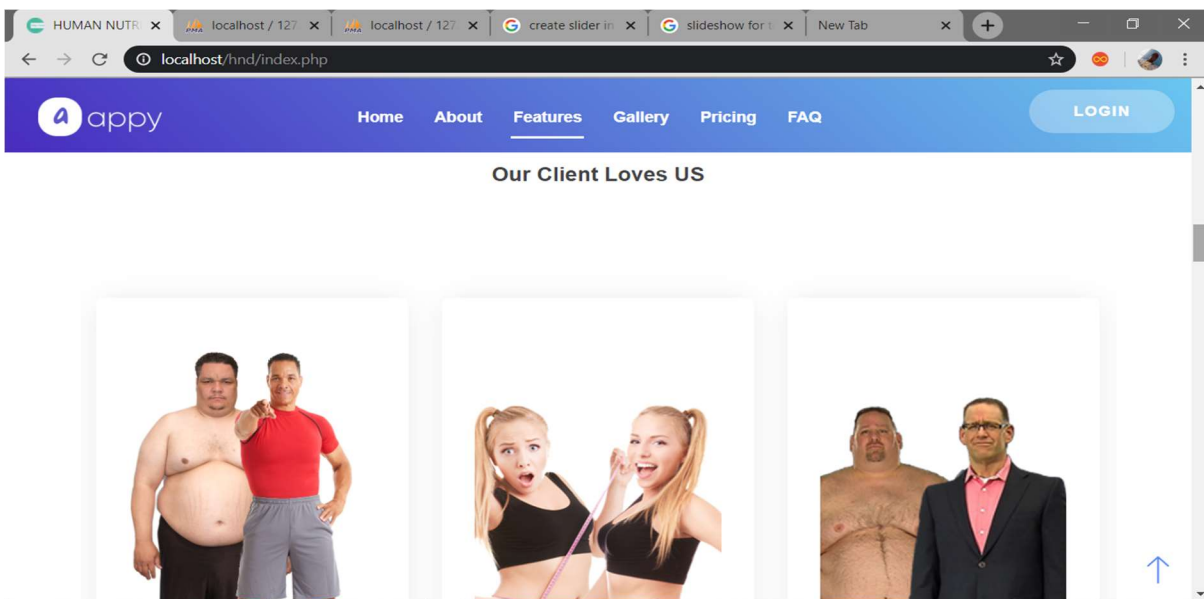 HUMAN NUTR
localhost / 127
localhost / 127.
create slider in
slideshow for t
New Tab
localhost/hnd/index.php
a appy
Home About Features Gallery Pricing FAQ
LOGIN
Our Client Loves US